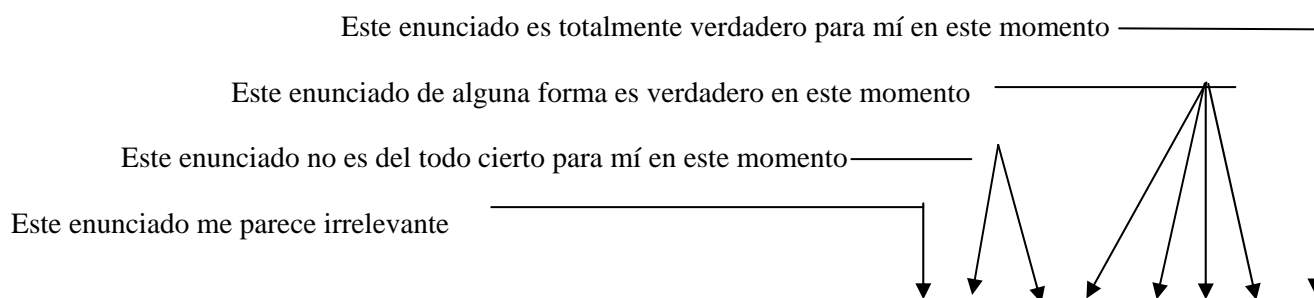 Este enunciado es totalmente verdadero para mí en este momento
Este enunciado de alguna forma es verdadero en este momento
Este enunciado no es del todo cierto para mí en este momento
Este enunciado me parece irrelevante